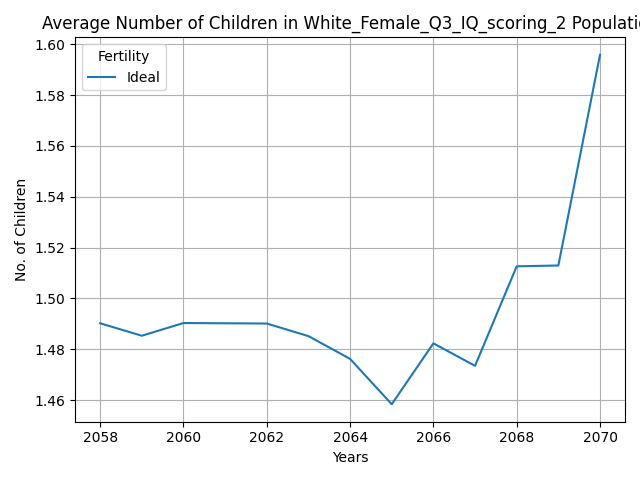 Average Number of Children in White_Female_Q3_IQ_scoring_2 Populatio
1.60
1.58
1.56
1.54
1.52
1.50
1.48
1.46
No. of Children
Fertility
Ideal
2058 2060 2062 2064 2066 2068 2070
Years